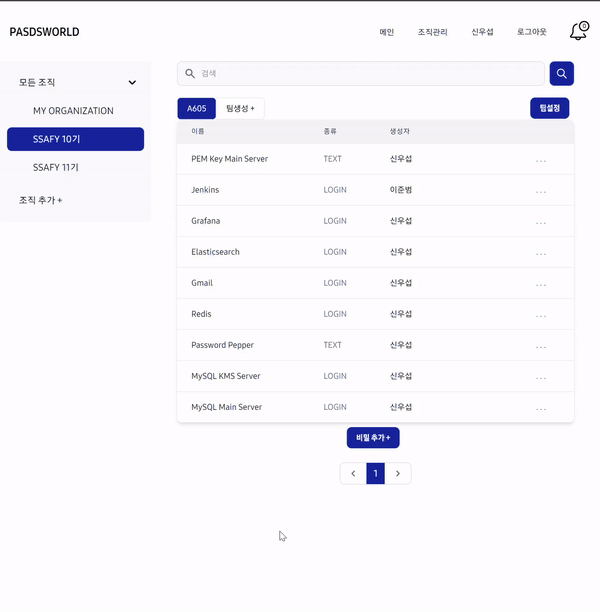 PASDSWORLD
메인 조직관리 신우섭 로그아웃 0
모든 조직
MY ORGANIZATION
SSAFY 10기
SSAFY 11기
조직 추가 +
검색
A605 팀생성 + 팀설정
이름 종류 생성자
PEM Key Main Server TEXT 신우섭 ...
Jenkins LOGIN 이준범 ...
Grafana LOGIN 신우섭 ...
Elasticsearch LOGIN 신우섭 ...
Gmail LOGIN 신우섭 ...
Redis LOGIN 신우섭 ...
Password Pepper TEXT 신우섭 ...
MySQL KMS Server LOGIN 신우섭 ...
MySQL Main Server LOGIN 신우섭 ...
비밀 추가 +
1